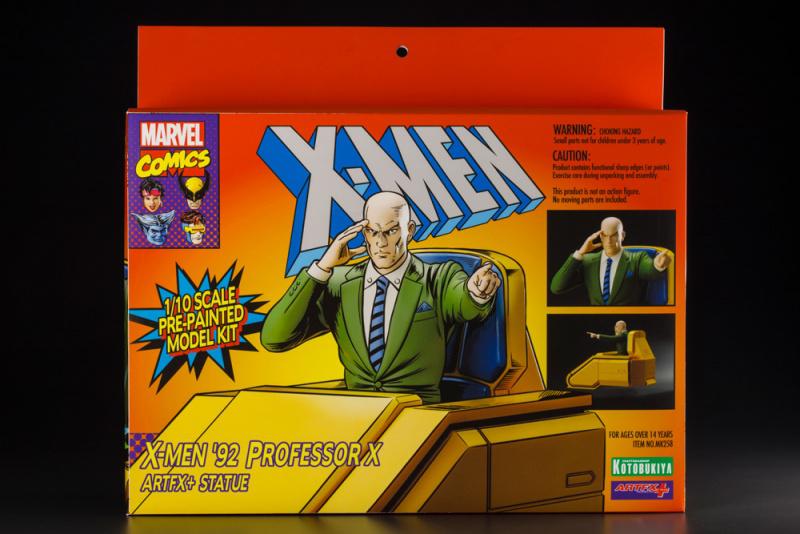 MARVEL
COMICS
X-MEN
WARNING: CHOKING HAZARD
Small parts not for children under 3 years of age.
CAUTION:
Product contains functional sharp edges (or points).
Exercise care during unpacking and assembly.
This product is not an action figure.
No moving parts are included.
1/10 SCALE
PRE-PAINTED
MODEL KIT
X-MEN '92 PROFESSOR X
ARTFX+ STATUE
FOR AGES OVER 14 YEARS
ITEM NO.MK258
KOTOBUKIYA
ARTFX+